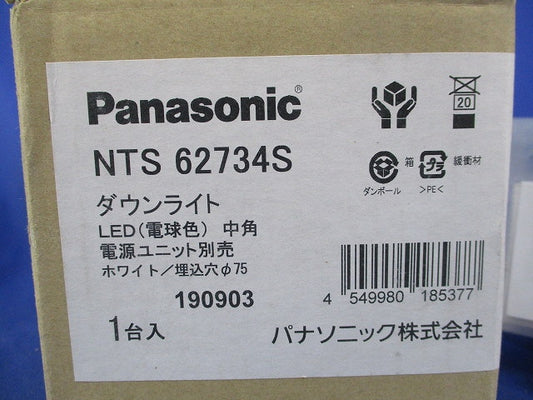 Panasonic®
NTS 62734S
ダウンライト
LED(電球色) 中角
電源ユニット別売
ホワイト/埋込穴φ75
190903
1台入
20
ダンボール
箱
プラ
>PE<
緩衝材
4 549980 185377
パナソニック株式会社